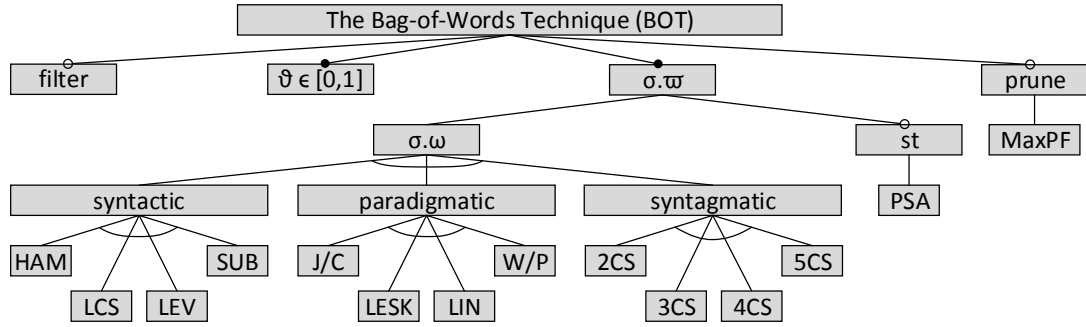 The Bag-of-Words Technique (BOT)
filter
ϑ ϵ [0,1]
σ.ϖ
prune
σ.ω
st
MaxPF
syntactic
paradigmatic
syntagmatic
PSA
HAM
SUB
J/C
W/P
2CS
5CS
LCS
LEV
LESK
LIN
3CS
4CS